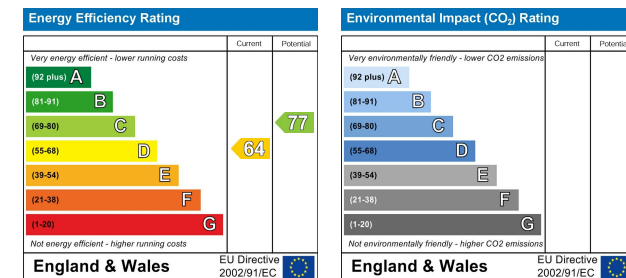 Energy Efficiency Rating
Current Potential
Very energy efficient - lower running costs
(92 plus) A
(81-91) B
(69-80) C
77
(55-68) D
64
(39-54) E
(21-38) F
(1-20) G
Not energy efficient - higher running costs
England & Wales
EU Directive
2002/91/EC
Environmental Impact (CO₂) Rating
Current Potential
Very environmentally friendly - lower CO2 emissions
(92 plus) A
(81-91) B
(69-80) C
(55-68) D
(39-54) E
(21-38) F
(1-20) G
Not environmentally friendly - higher CO2 emissions
England & Wales
EU Directive
2002/91/EC